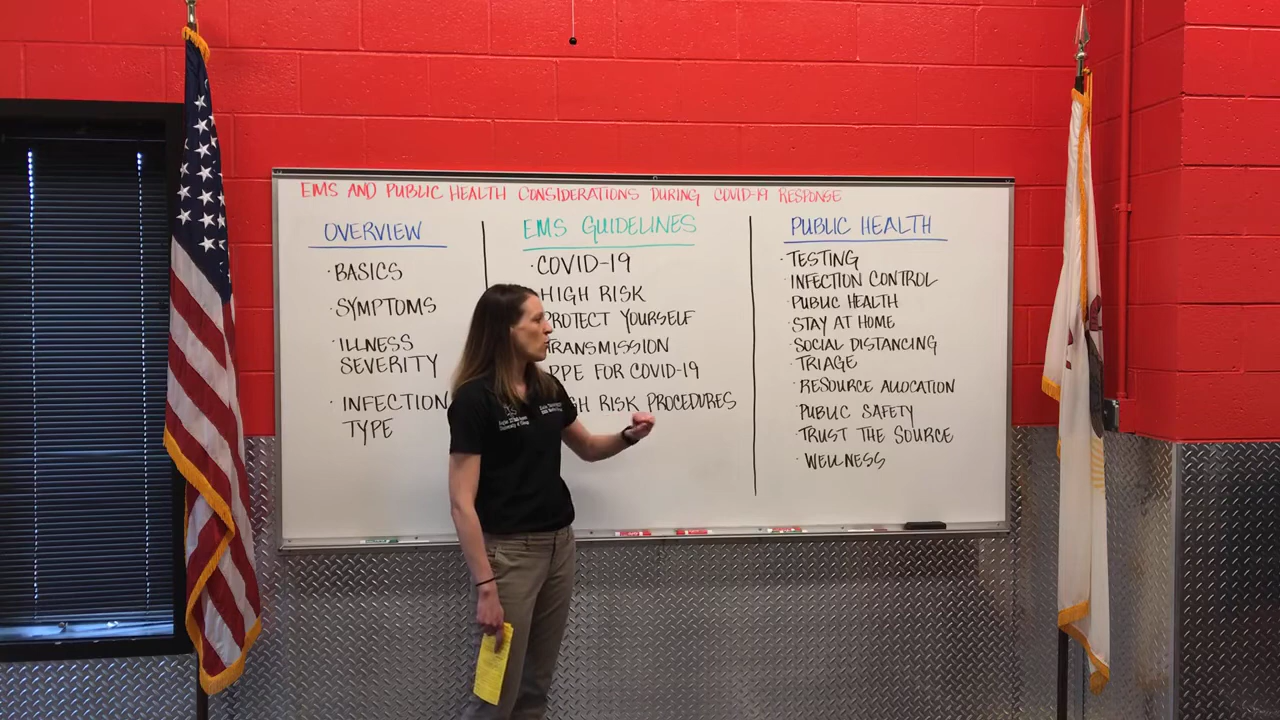 EMS AND PUBLIC HEALTH CONSIDERATIONS DURING COVID-19 RESPONSE
OVERVIEW
· BASICS
· SYMPTOMS
· ILLNESS
SEVERITY
· INFECTION
TYPE
EMS GUIDELINES
· COVID-19
HIGH RISK
PROTECT YOURSELF
TRANSMISSION
PPE FOR COVID-19
GH RISK PROCEDURES
PUBLIC HEALTH
· TESTING
· INFECTION CONTROL
· PUBLIC HEALTH
· STAY AT HOME
· SOCIAL DISTANCING
· TRIAGE
· RESOURCE ALLOCATION
· PUBLIC SAFETY
· TRUST THE SOURCE
· WELLNESS